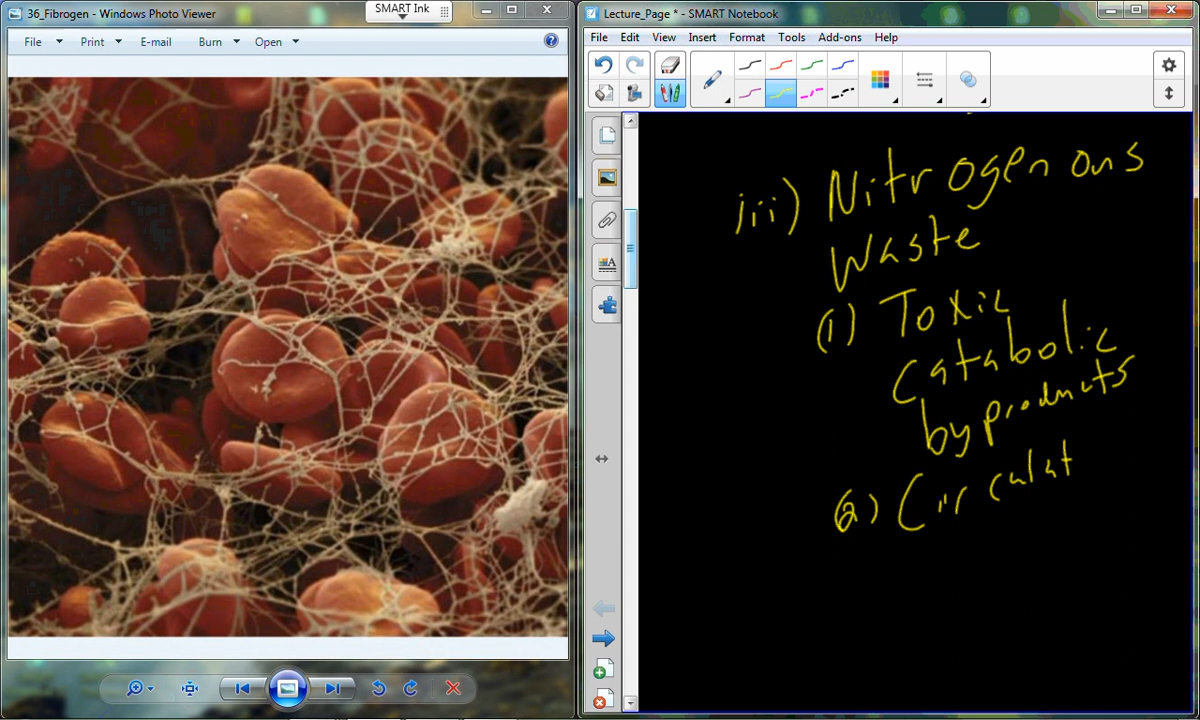 36_Fibrogen - Windows Photo Viewer
SMART Ink
File Print E-mail Burn Open
Lecture_Page * - SMART Notebook
File Edit View Insert Format Tools Add-ons Help
iii) Nitrogenous
Waste
(1) Toxic
Catabolic
byproducts
(2) Circulat